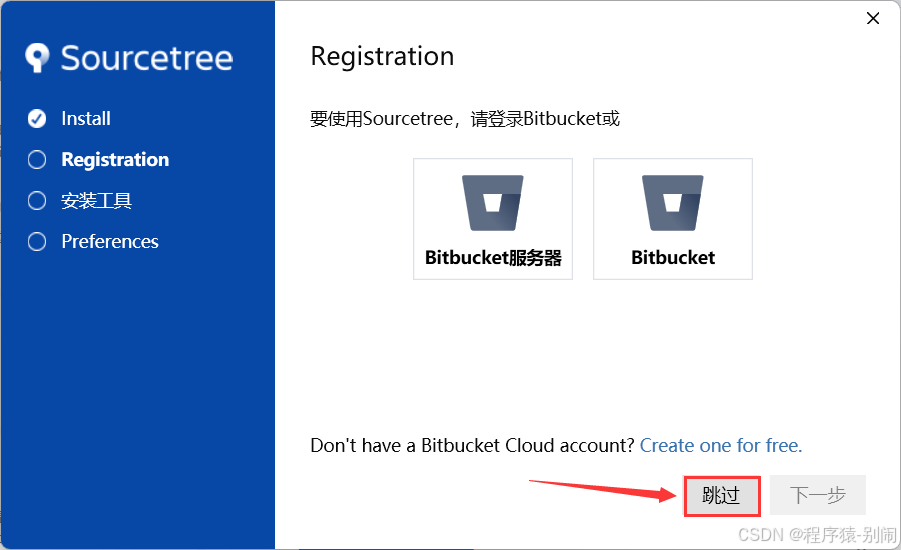 Sourcetree
Install
Registration
安装工具
Preferences
Registration
要使用Sourcetree，请登录Bitbucket或
Bitbucket服务器
Bitbucket
Don't have a Bitbucket Cloud account? Create one for free.
跳过
下一步
CSDN @程序猿-别闹